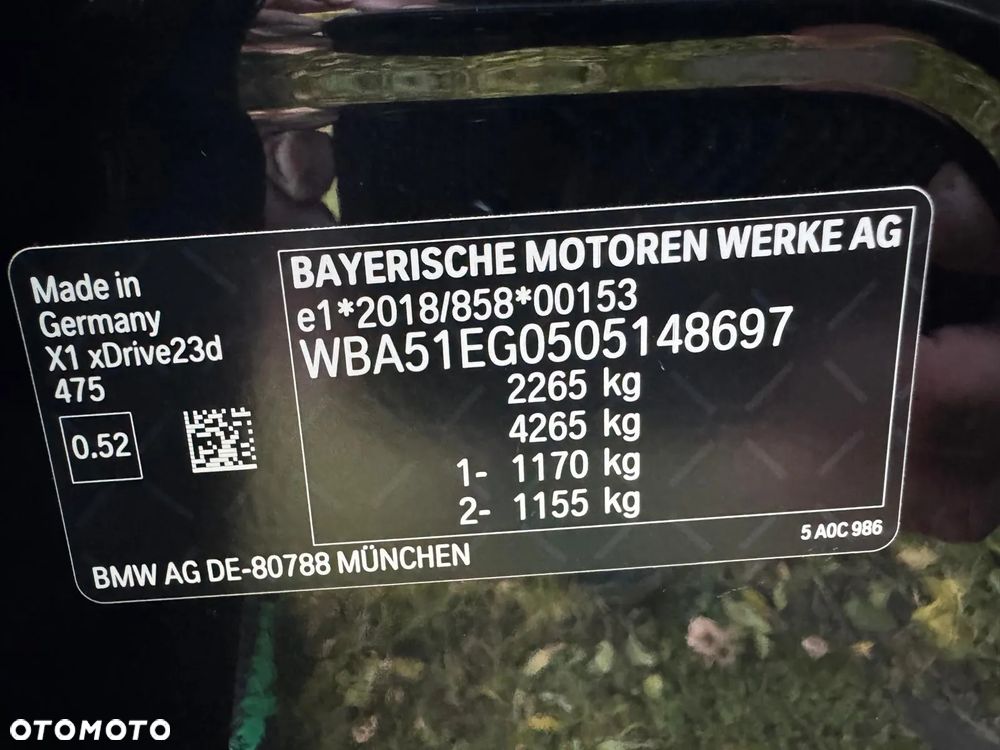 Made in
Germany
X1 xDrive23d
475
0.52
BAYERISCHE MOTOREN WERKE AG
e1*2018/858*00153
WBA51EG0505148697
2265 kg
4265 kg
1- 1170 kg
2- 1155 kg
5 A0C 986
BMW AG DE-80788 MÜNCHEN
OTOMOTO